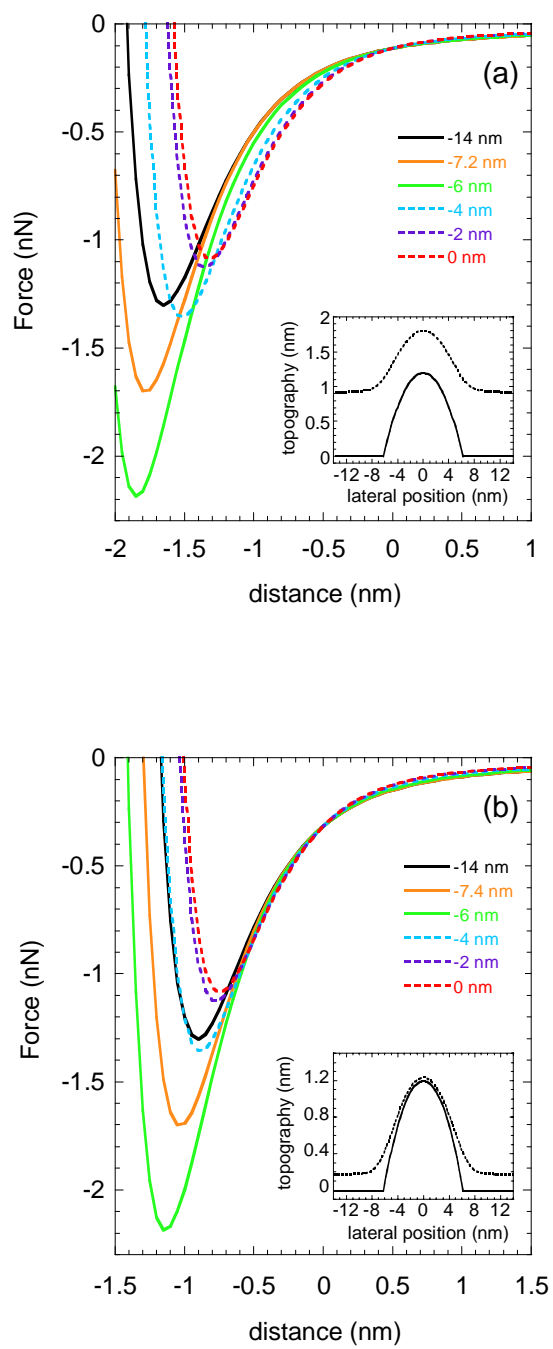 (a)
0
-0.5
-1
-1.5
-2
Force (nN)
-14 nm
-7.2 nm
-6 nm
-4 nm
-2 nm
0 nm
2
1.5
1
0.5
0
topography (nm)
-12 -8 -4 0 4 8 12
lateral position (nm)
-2 -1.5 -1 -0.5 0 0.5 1
distance (nm)
(b)
0
-0.5
-1
-1.5
-2
Force (nN)
-14 nm
-7.4 nm
-6 nm
-4 nm
-2 nm
0 nm
1.2
0.8
0.4
0
topography (nm)
-12 -8 -4 0 4 8 12
lateral position (nm)
-1.5 -1 -0.5 0 0.5 1 1.5
distance (nm)